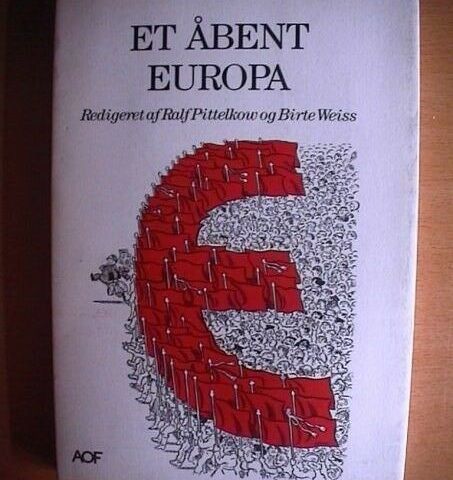 ET ÅBENT
EUROPA
Redigeret af Ralf Pittelkow og Birte Weiss
AOF